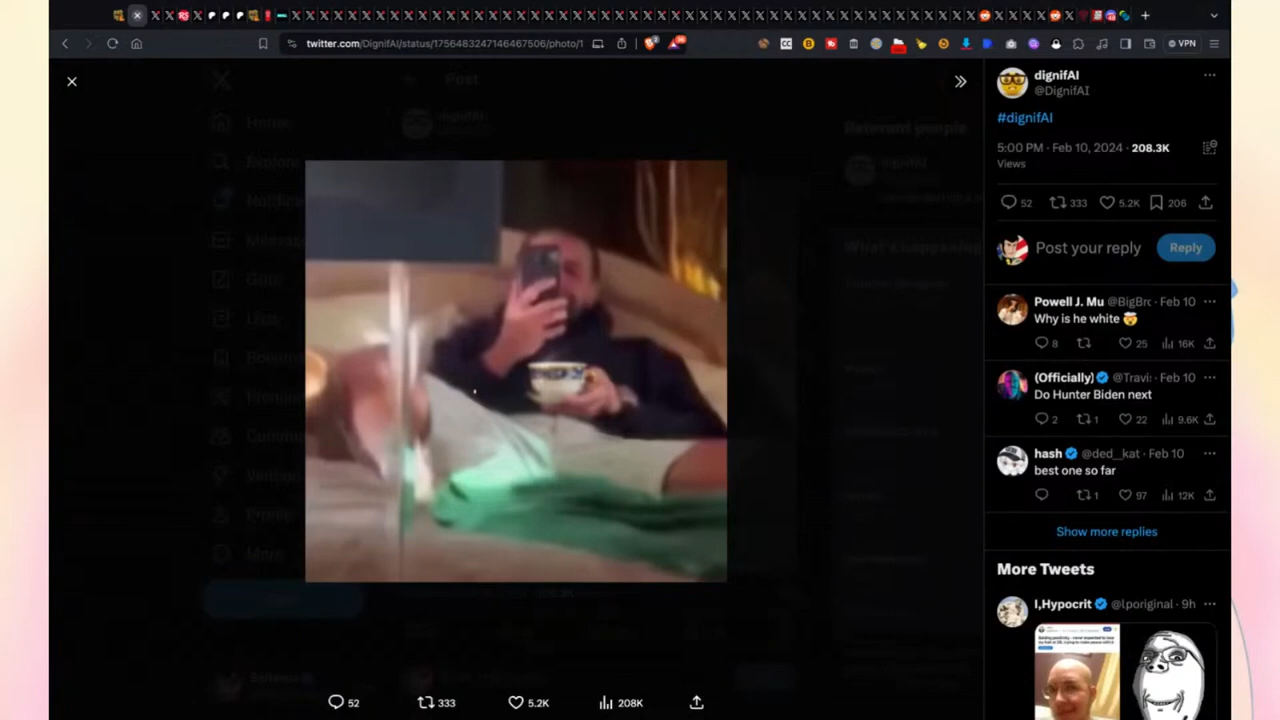 twitter.com/DignifAI/status/1756483247146467506/photo/1
VPN
Post
Home
dignifAI
@DignifAI
#dignifAI
5:00 PM · Feb 10, 2024 · 208.3K
Views
52
333
5.2K
206
Post your reply
Reply
Powell J. Mu @BigBrc · Feb 10
Why is he white 🤯
8
25
16K
(Officially) @Travi: · Feb 10
Do Hunter Biden next
2
1
22
9.6K
hash @ded__kat · Feb 10
best one so far
1
97
12K
Show more replies
More Tweets
I,Hypocrit @lporiginal · 9h
52
333
5.2K
208K